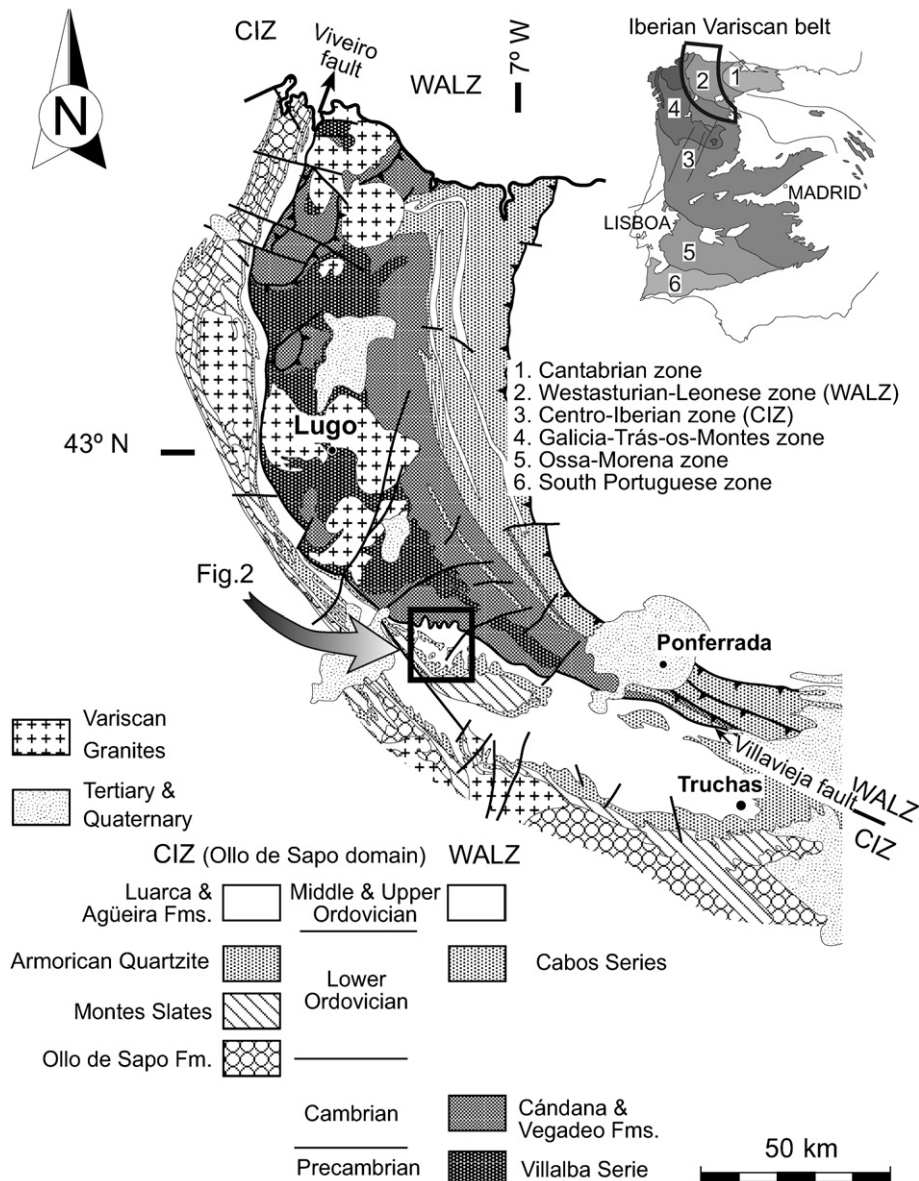 Iberian Variscan belt
CIZ
Viveiro
fault
WALZ
7º W
N
1
2
4
3
MADRID
LISBOA
5
6
1. Cantabrian zone
2. Westasturian-Leonese zone (WALZ)
3. Centro-Iberian zone (CIZ)
4. Galicia-Trás-os-Montes zone
5. Ossa-Morena zone
6. South Portuguese zone
Lugo
43º N
Fig.2
Ponferrada
Villavieja fault
WALZ
CIZ
Truchas
Variscan
Granites
Tertiary &
Quaternary
CIZ (Ollo de Sapo domain) WALZ
Luarca &
Agüeira Fms.
Middle & Upper
Ordovician
Armorican Quartzite
Cabos Series
Lower
Ordovician
Montes Slates
Ollo de Sapo Fm.
Cambrian
Cándana &
Vegadeo Fms.
Precambrian
Villalba Serie
50 km